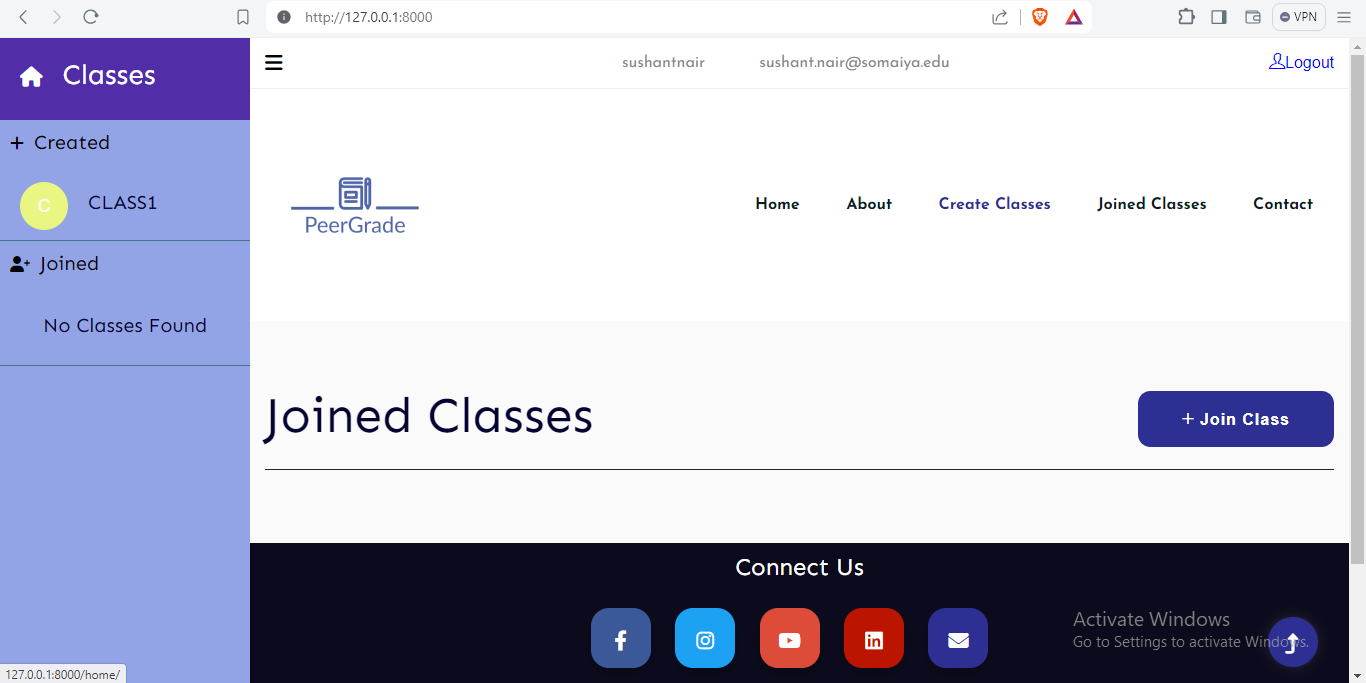 http://127.0.0.1:8000
VPN
Classes
sushantnair
sushant.nair@somaiya.edu
Logout
Created
C
CLASS1
Joined
No Classes Found
PeerGrade
Home
About
Create Classes
Joined Classes
Contact
Joined Classes
+ Join Class
Connect Us
Activate Windows
Go to Settings to activate Windows.
127.0.0.1:8000/home/